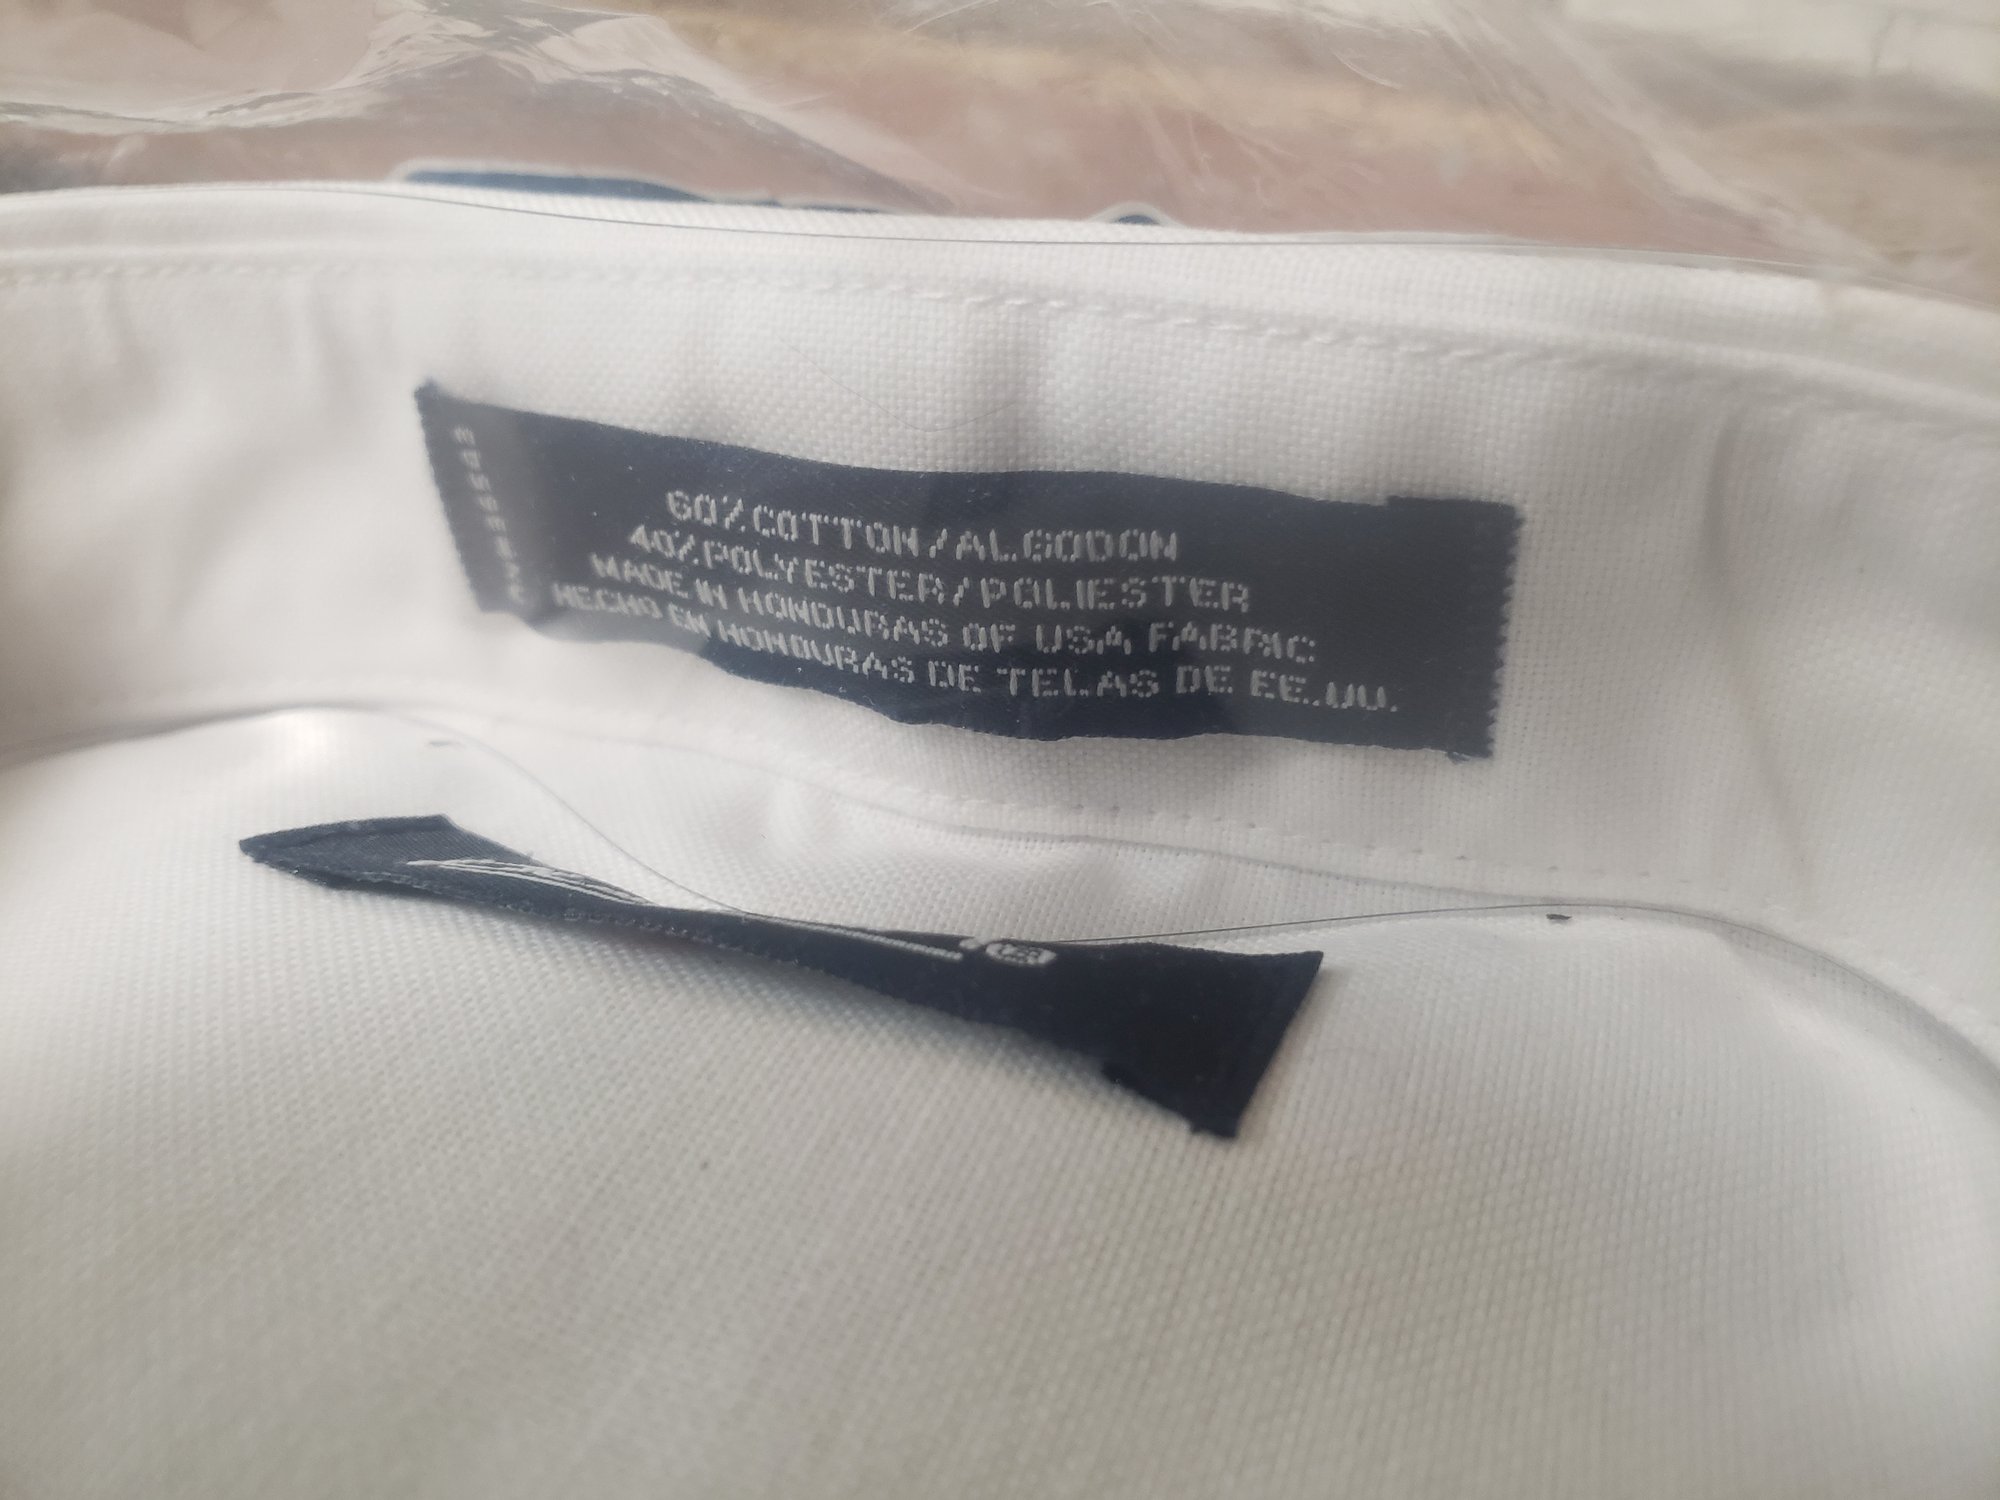 60% COTTON/ALGODON
40% POLYESTER/POLIESTER
MADE IN HONDURAS OF USA FABRIC
HECHO EN HONDURAS DE TELAS DE EE.UU.